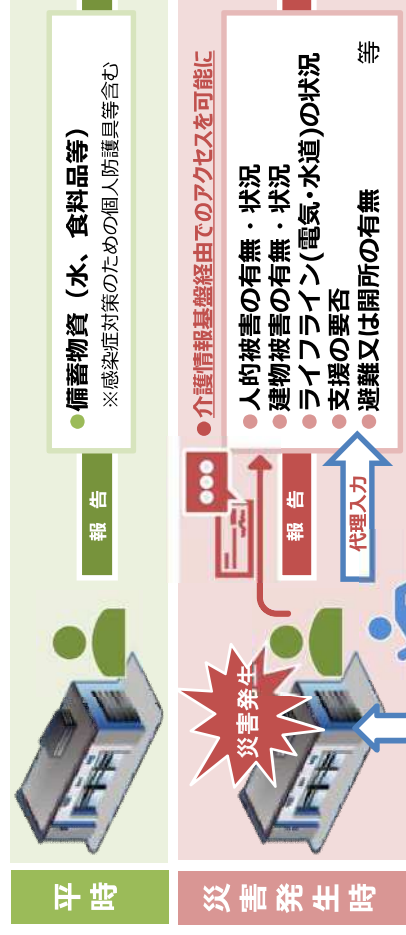 平時
報告
●備蓄物資（水、食料品等）
※感染症対策のための個人防護具等含む
災害発生時
災害発生
●介護情報基盤経由でのアクセスを可能に
報告
代理入力
●人的被害の有無・状況
●建物被害の有無・状況
●ライフライン(電気・水道)の状況
●支援の要否
●避難又は開所の有無　等